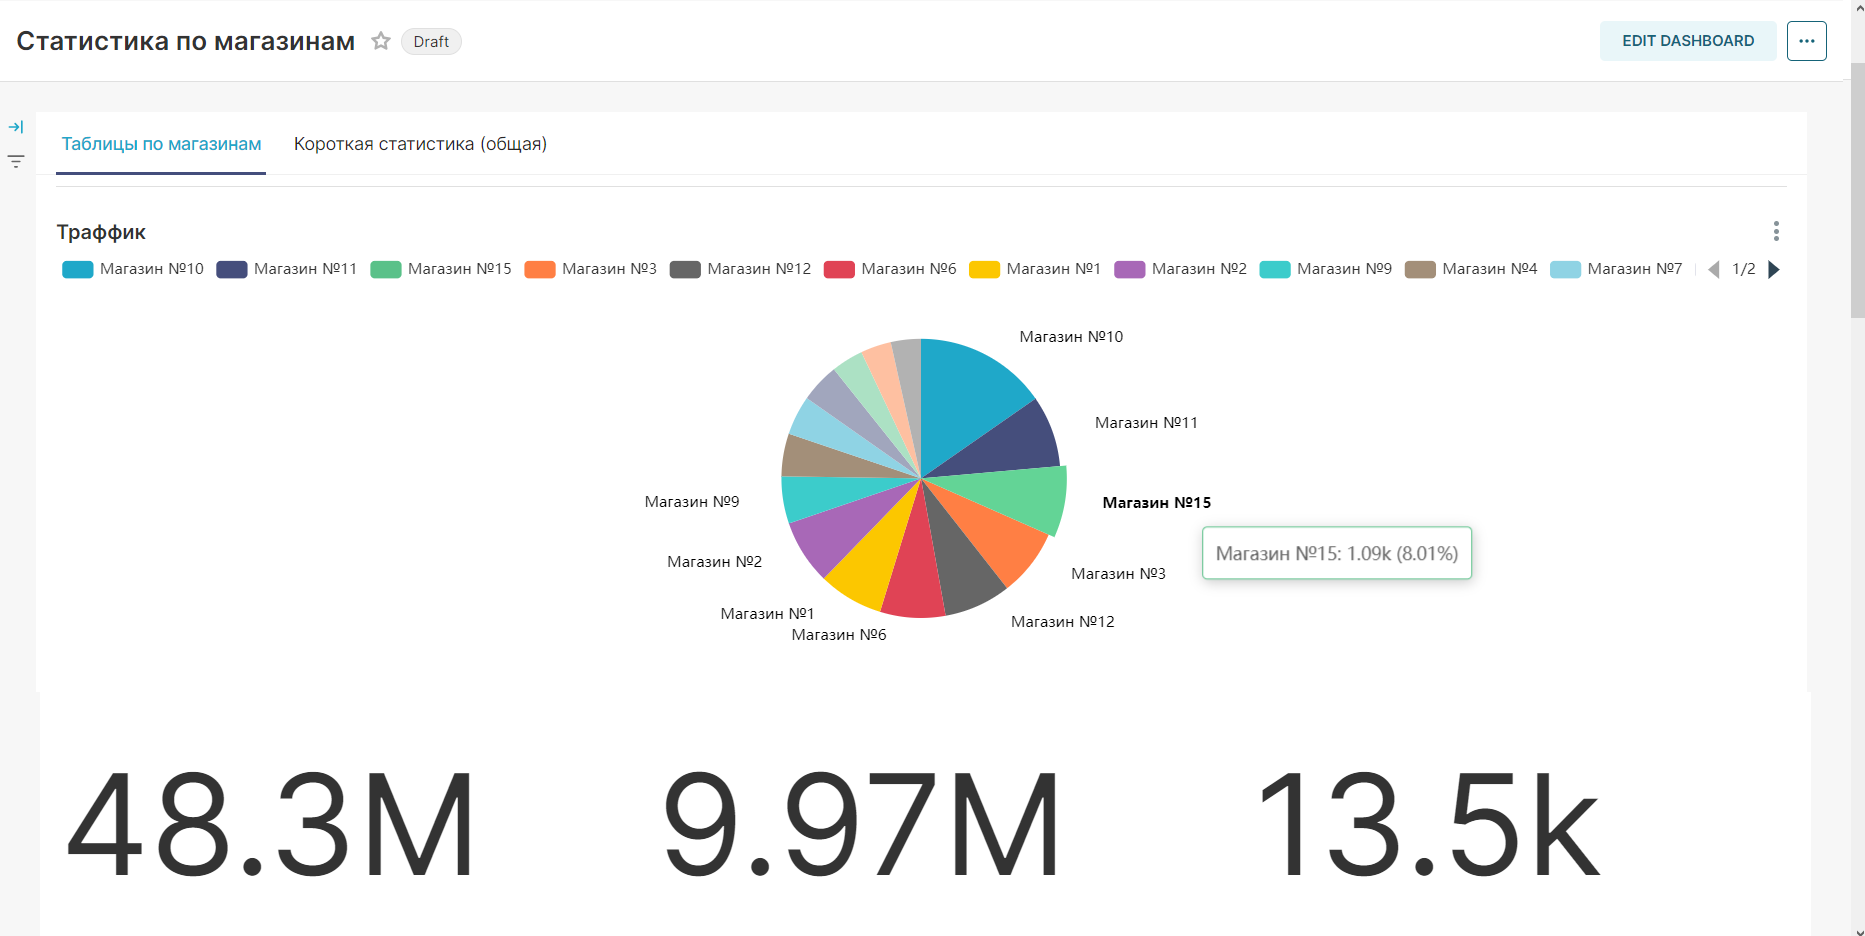 Статистика по магазинам Draft EDIT DASHBOARD ...
Таблицы по магазинам Короткая статистика (общая)
Траффик
Магазин №10 Магазин №11 Магазин №15 Магазин №3 Магазин №12 Магазин №6 Магазин №1 Магазин №2 Магазин №9 Магазин №4 Магазин №7 1/2
Магазин №10
Магазин №11
Магазин №9
Магазин №15
Магазин №15: 1.09k (8.01%)
Магазин №2
Магазин №3
Магазин №1
Магазин №12
Магазин №6
48.3M 9.97M 13.5k